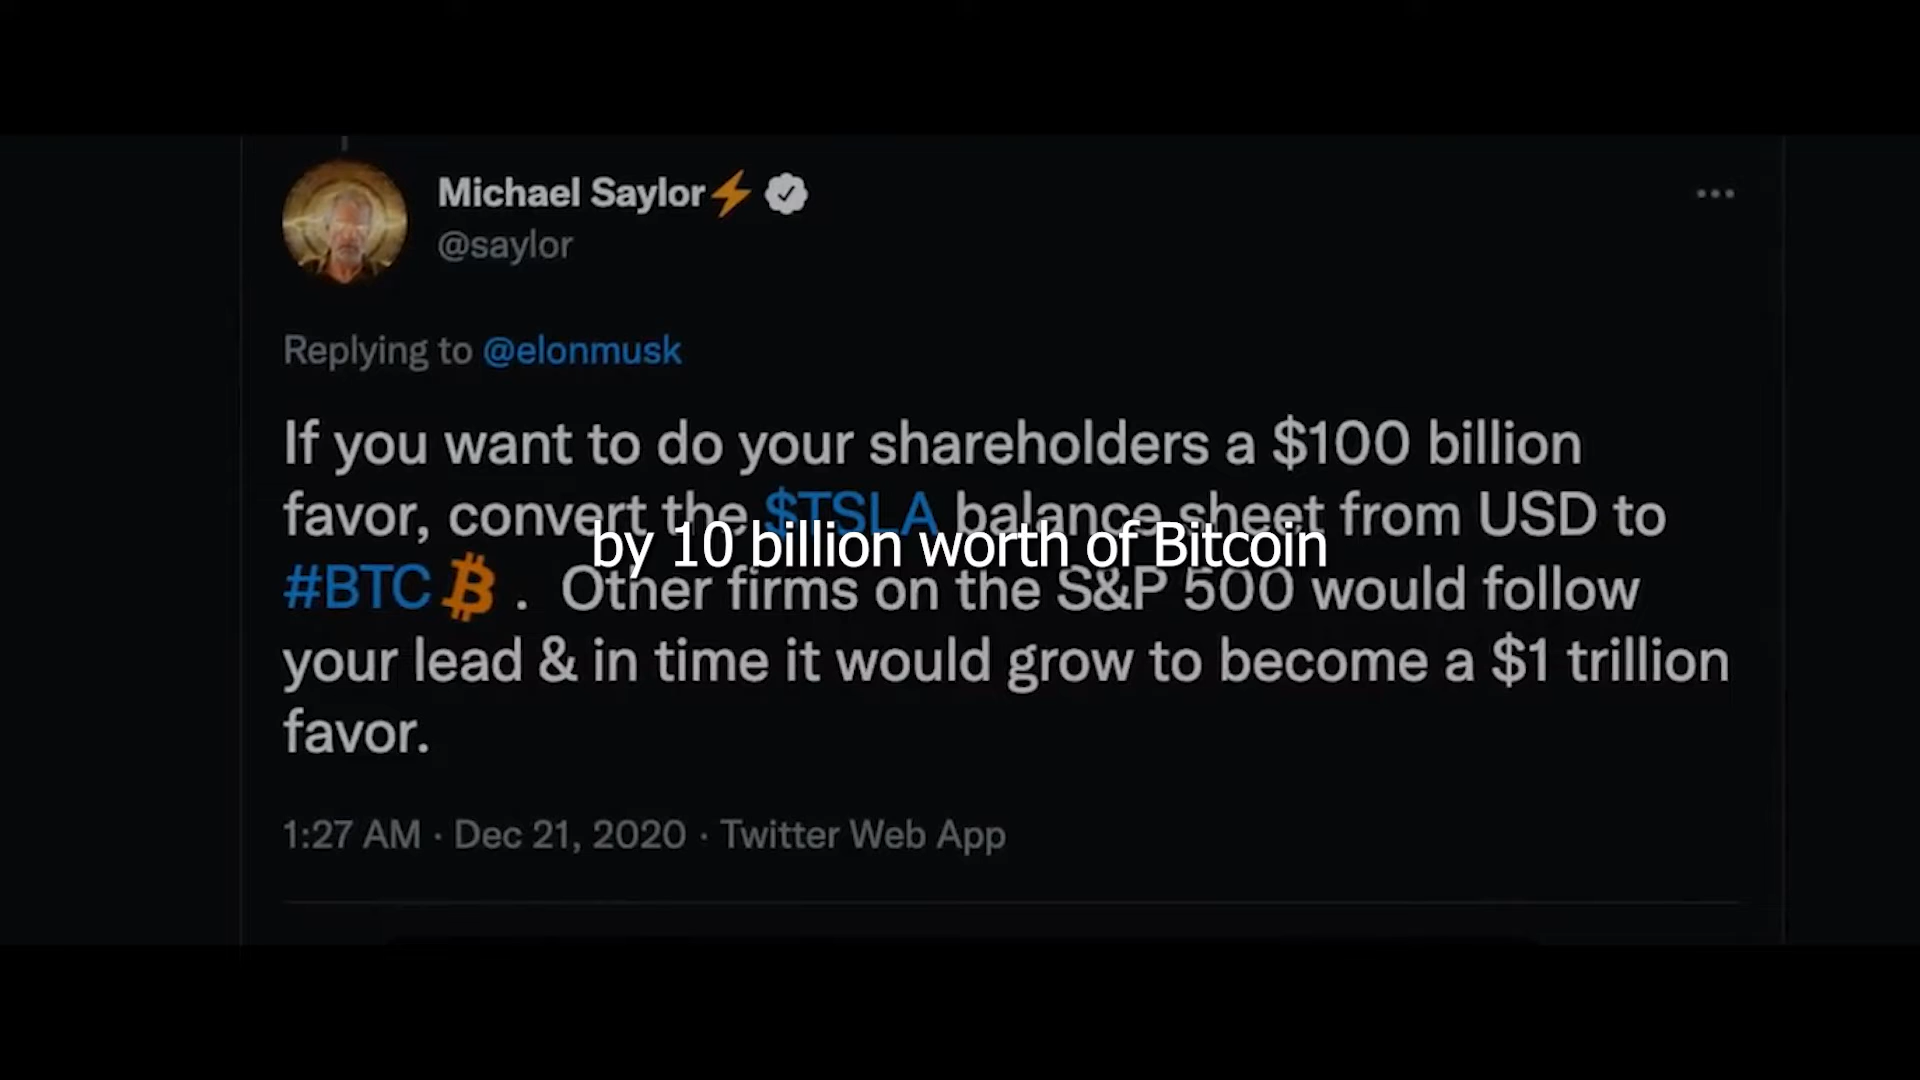 Michael Saylor⚡
@saylor
Replying to @elonmusk
If you want to do your shareholders a $100 billion
favor, convert the $TSLA balance sheet from USD to
by 10 billion worth of Bitcoin
#BTC . Other firms on the S&P 500 would follow
your lead & in time it would grow to become a $1 trillion
favor.
1:27 AM · Dec 21, 2020 · Twitter Web App